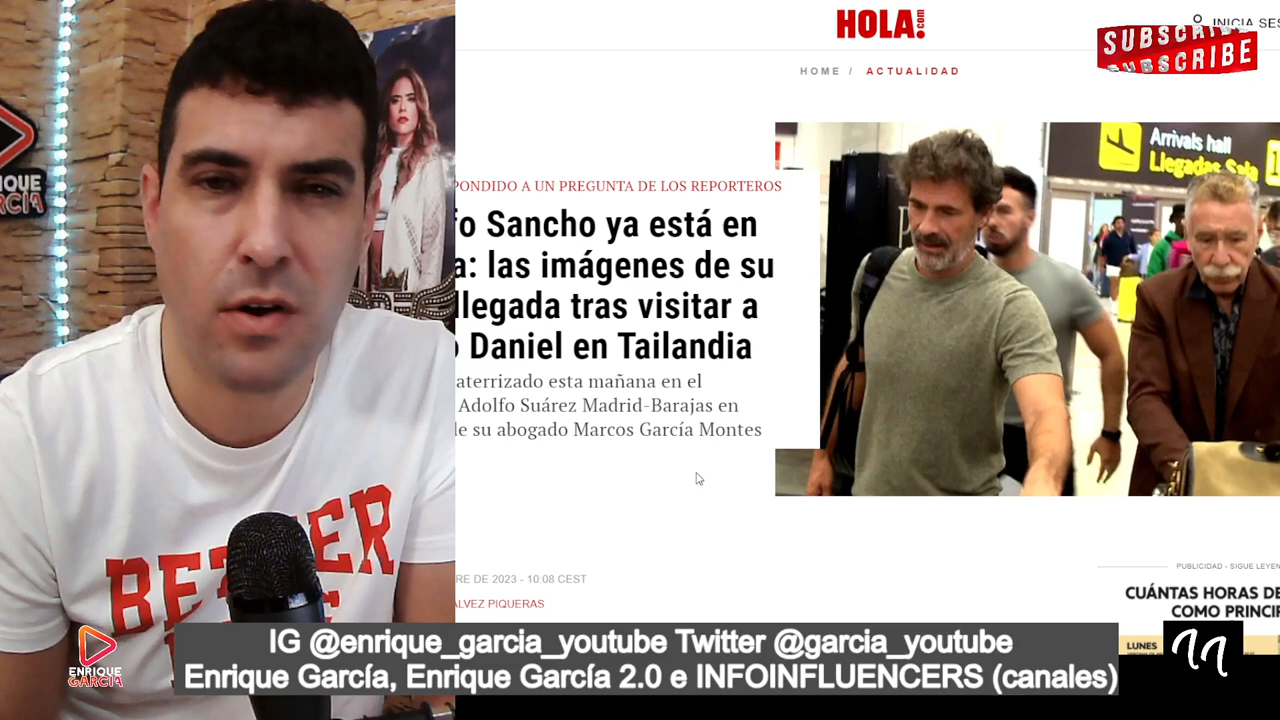 HOLA!.com
INICIA SES
SUBSCRIBE
SUBSCRIBE
HOME / ACTUALIDAD
Arrivals hall
Llegadas Sala
PONDIDO A UN PREGUNTA DE LOS REPORTEROS
fo Sancho ya está en
a: las imágenes de su
llegada tras visitar a
o Daniel en Tailandia
aterrizado esta mañana en el
Adolfo Suárez Madrid-Barajas en
de su abogado Marcos García Montes
RE DE 2023 - 10:08 CEST
ALVEZ PIQUERAS
PUBLICIDAD - SIGUE LEYEN
CUÁNTAS HORAS DE
COMO PRINCIP
LUNES
IQUE
RCÍA
IG @enrique_garcia_youtube Twitter @garcia_youtube
Enrique García, Enrique García 2.0 e INFOINFLUENCERS (canales)
ENRIQUE
GARCÍA